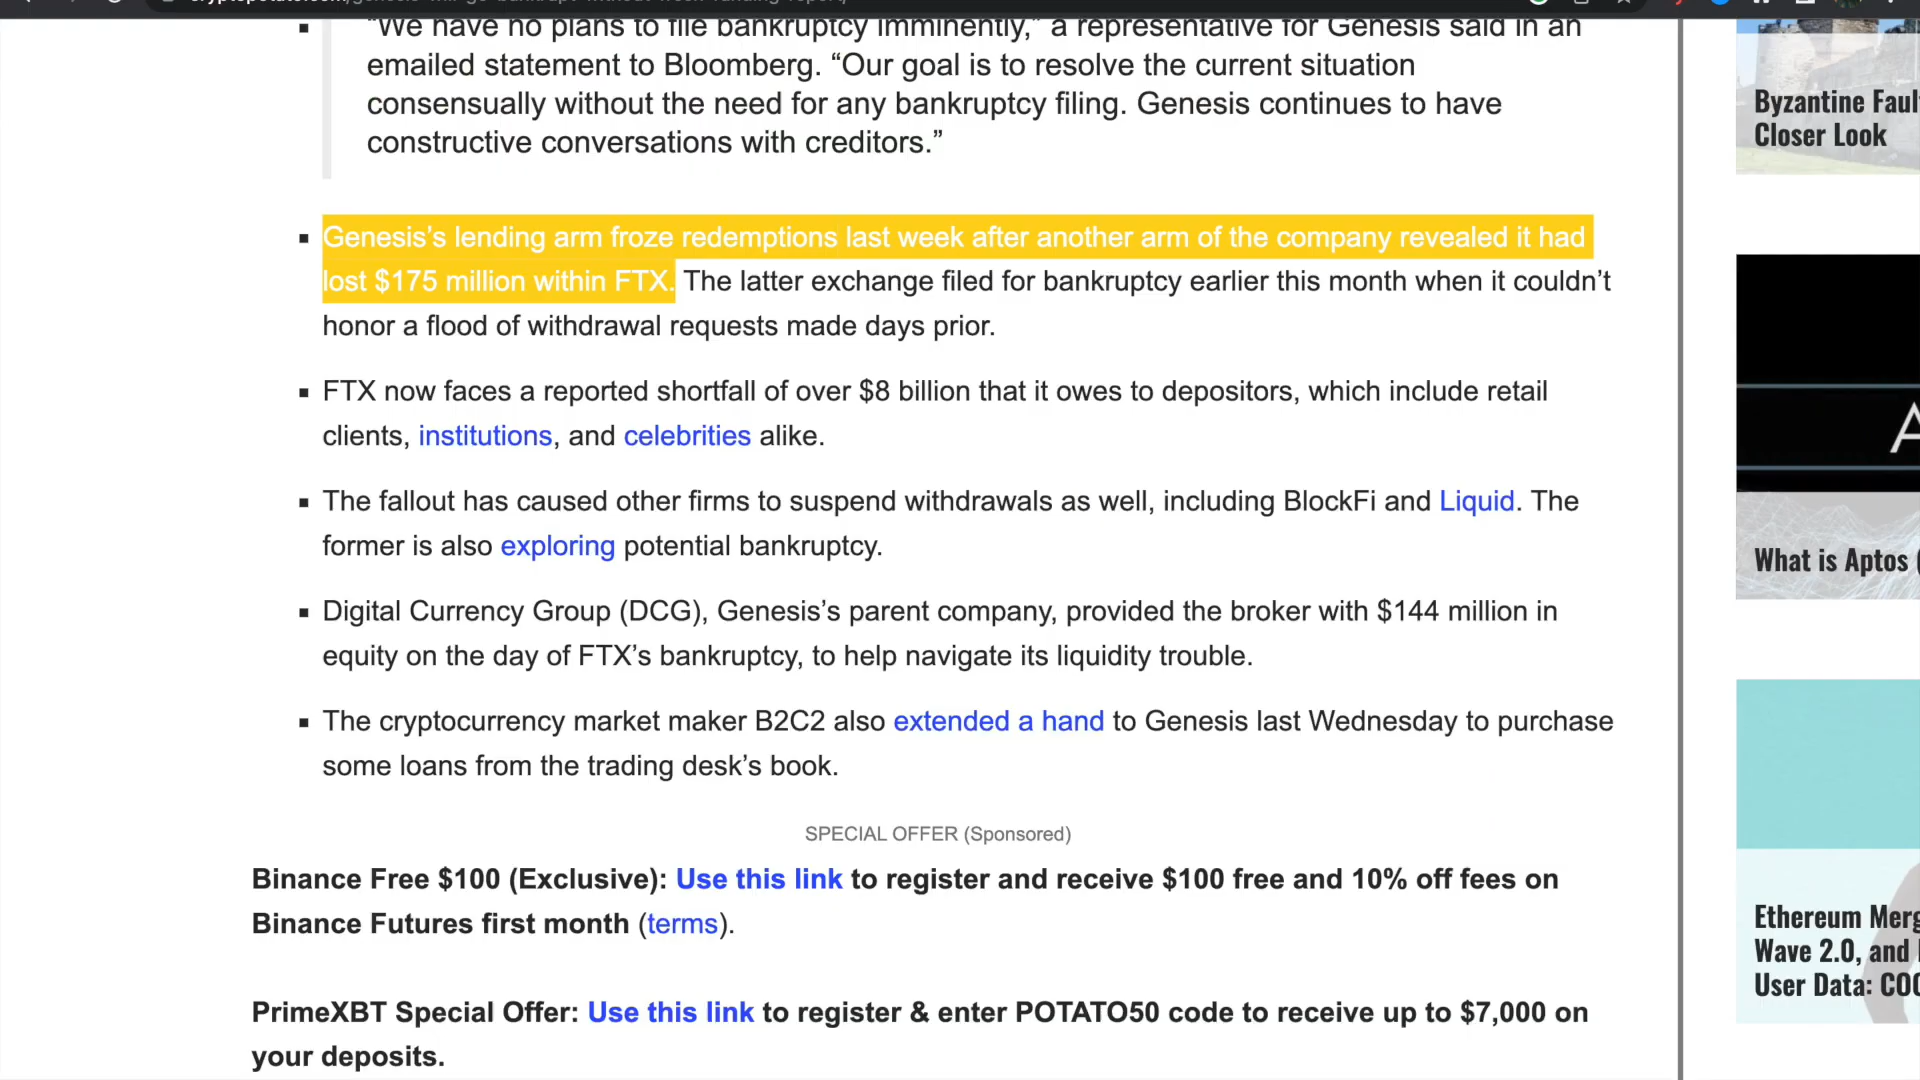 “We have no plans to file bankruptcy imminently,” a representative for Genesis said in an
emailed statement to Bloomberg. “Our goal is to resolve the current situation
consensually without the need for any bankruptcy filing. Genesis continues to have
constructive conversations with creditors.”
Genesis’s lending arm froze redemptions last week after another arm of the company revealed it had
lost $175 million within FTX. The latter exchange filed for bankruptcy earlier this month when it couldn’t
honor a flood of withdrawal requests made days prior.
FTX now faces a reported shortfall of over $8 billion that it owes to depositors, which include retail
clients, institutions, and celebrities alike.
The fallout has caused other firms to suspend withdrawals as well, including BlockFi and Liquid. The
former is also exploring potential bankruptcy.
Digital Currency Group (DCG), Genesis’s parent company, provided the broker with $144 million in
equity on the day of FTX’s bankruptcy, to help navigate its liquidity trouble.
The cryptocurrency market maker B2C2 also extended a hand to Genesis last Wednesday to purchase
some loans from the trading desk’s book.
SPECIAL OFFER (Sponsored)
Binance Free $100 (Exclusive): Use this link to register and receive $100 free and 10% off fees on
Binance Futures first month (terms).
PrimeXBT Special Offer: Use this link to register & enter POTATO50 code to receive up to $7,000 on
your deposits.
Byzantine Faul
Closer Look
A
What is Aptos (
Ethereum Merg
Wave 2.0, and
User Data: CO